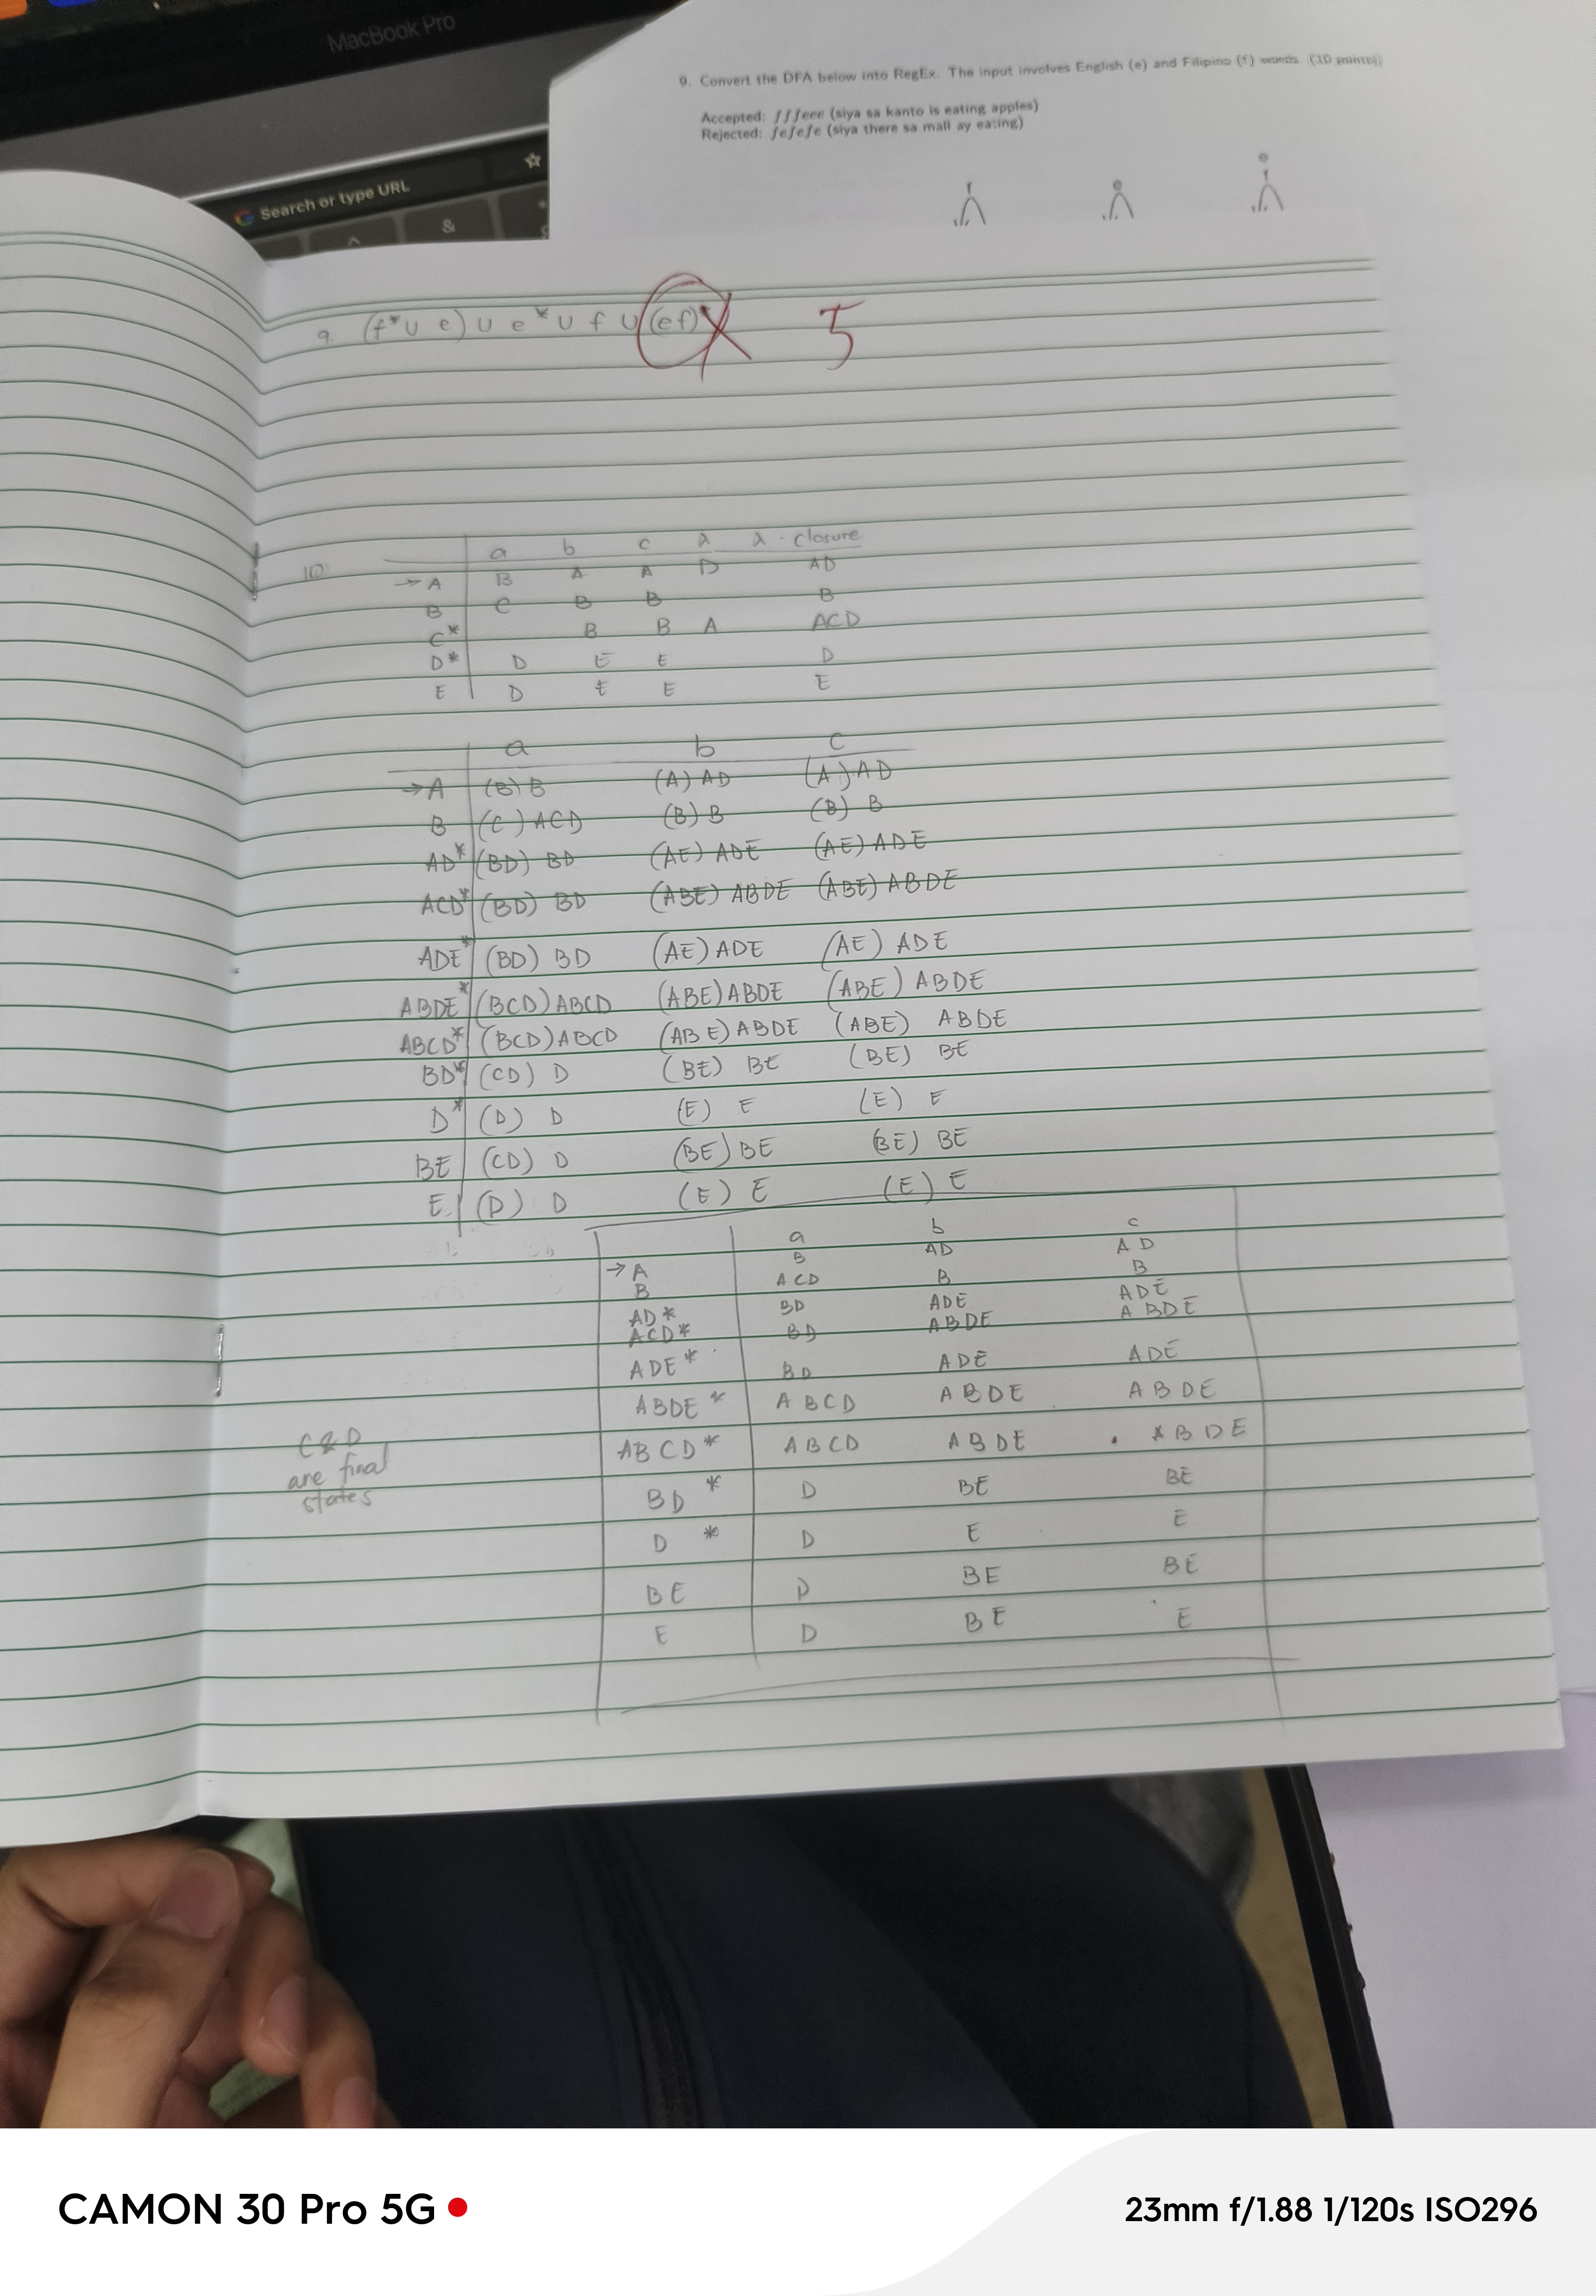 MacBook Pro
9. Convert the DFA below into RegEx. The input involves English (e) and Filipino (f) words. (10 points)
Accepted: fffeee (siya sa kanto is eating apples)
Rejected: fefefe (siya there sa mall ay eating)
Search or type URL
&
f e e
f
9. (f* U e) U e* U f U (ef)* 5
10. a b c λ λ - closure
→ A B A A D AD
B C B B B
C* B B A ACD
D* D E E D
E D E E E
a b c
→ A (B) B (A) AD (A) AD
B (C) ACD (B) B (B) B
AD* (BD) BD (AE) ADE (AE) ADE
ACD* (BD) BD (ABE) ABDE (ABE) ABDE
ADE* (BD) BD (AE) ADE (AE) ADE
ABDE* (BCD) ABCD (ABE) ABDE (ABE) ABDE
ABCD* (BCD) ABCD (ABE) ABDE (ABE) ABDE
BD* (CD) D (BE) BE (BE) BE
D* (D) D (E) E (E) E
BE (CD) D (BE) BE (BE) BE
E (D) D (E) E (E) E
a b c
→ A B AD AD
B ACD B B
AD* BD ADE ADE
ACD* BD ABDE ABDE
ADE* BD ADE ADE
ABDE* ABCD ABDE ABDE
ABCD* ABCD ABDE ABDE
BD* D BE BE
D* D E E
BE D BE BE
E D BE E
C & D
are final
states
CAMON 30 Pro 5G
23mm f/1.88 1/120s ISO296